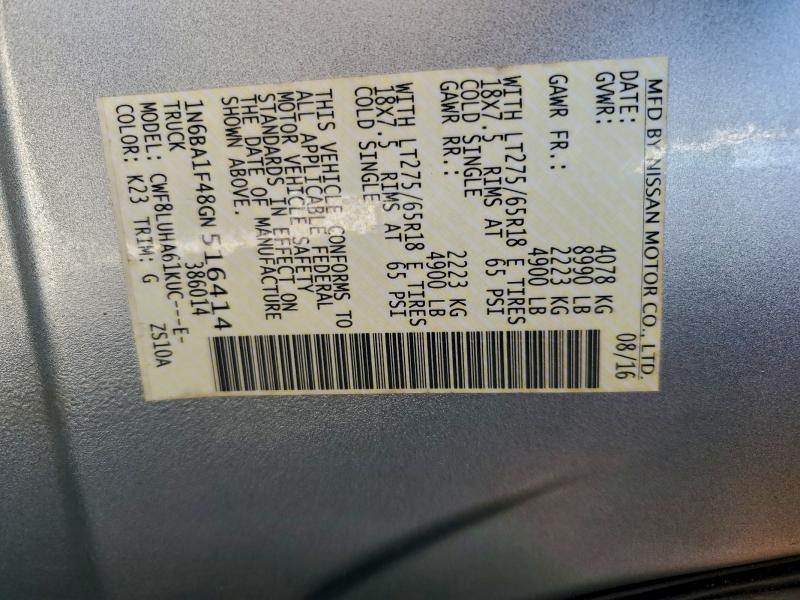 MFD BY NISSAN MOTOR CO., LTD.
DATE: 08/16
GVWR: 4078 KG
8990 LB
GAWR FR.: 2223 KG
4900 LB
WITH LT275/65R18 E TIRES
18X7.5 RIMS AT 65 PSI
COLD SINGLE
GAWR RR.: 2223 KG
4900 LB
WITH LT275/65R18 E TIRES
18X7.5 RIMS AT 65 PSI
COLD SINGLE
THIS VEHICLE CONFORMS TO
ALL APPLICABLE FEDERAL
MOTOR VEHICLE SAFETY
STANDARDS IN EFFECT ON
THE DATE OF MANUFACTURE
SHOWN ABOVE.
1N6BA1F48GN516414
TRUCK 386014
MODEL: CWF8LUHA61KUC---E-
COLOR: K23 TRIM: G ZS10A